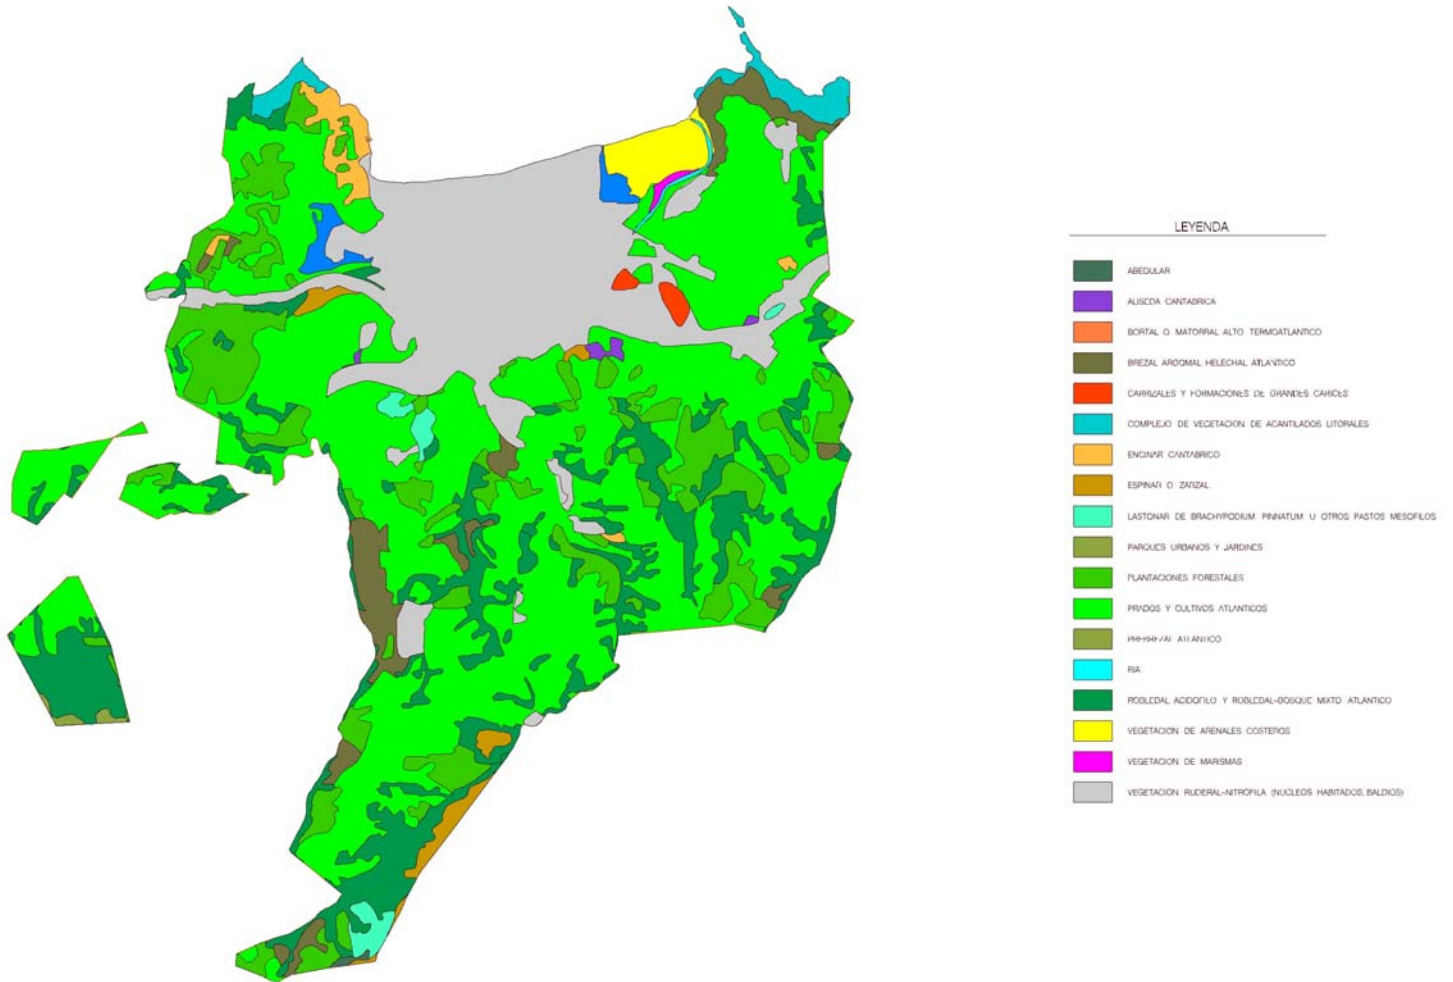 LEYENDA
ABEDULAR
ALISEDA CANTABRICA
BORTAL O MATORRAL ALTO TERMOATLANTICO
BREZAL ARGOMAL HELECHAL ATLANTICO
CARRIZALES Y FORMACIONES DE GRANDES CARICES
COMPLEJO DE VEGETACION DE ACANTILADOS LITORALES
ENCINAR CANTABRICO
ESPINAR O ZARZAL
LASTONAR DE BRACHYPODIUM PINNATUM U OTROS PASTOS MESOFILOS
PARQUES URBANOS Y JARDINES
PLANTACIONES FORESTALES
PRADOS Y CULTIVOS ATLANTICOS
PREBREZAL ATLANTICO
RIA
ROBLEDAL ACIDOFILO Y ROBLEDAL-BOSQUE MIXTO ATLANTICO
VEGETACION DE ARENALES COSTEROS
VEGETACION DE MARISMAS
VEGETACION RUDERAL-NITROFILA (NUCLEOS HABITADOS, BALDIOS)